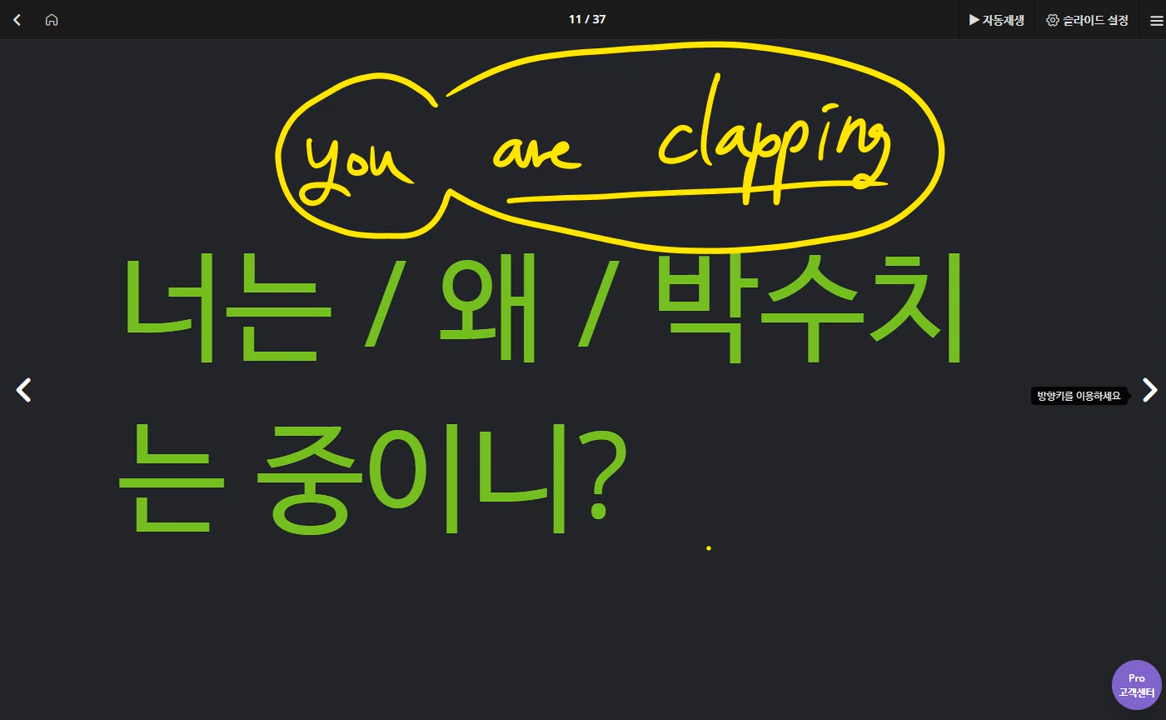 11 / 37
자동재생
슬라이드 설정
you are clapping
너는 / 왜 / 박수치
는 중이니?
방향키를 이용하세요
Pro
고객센터